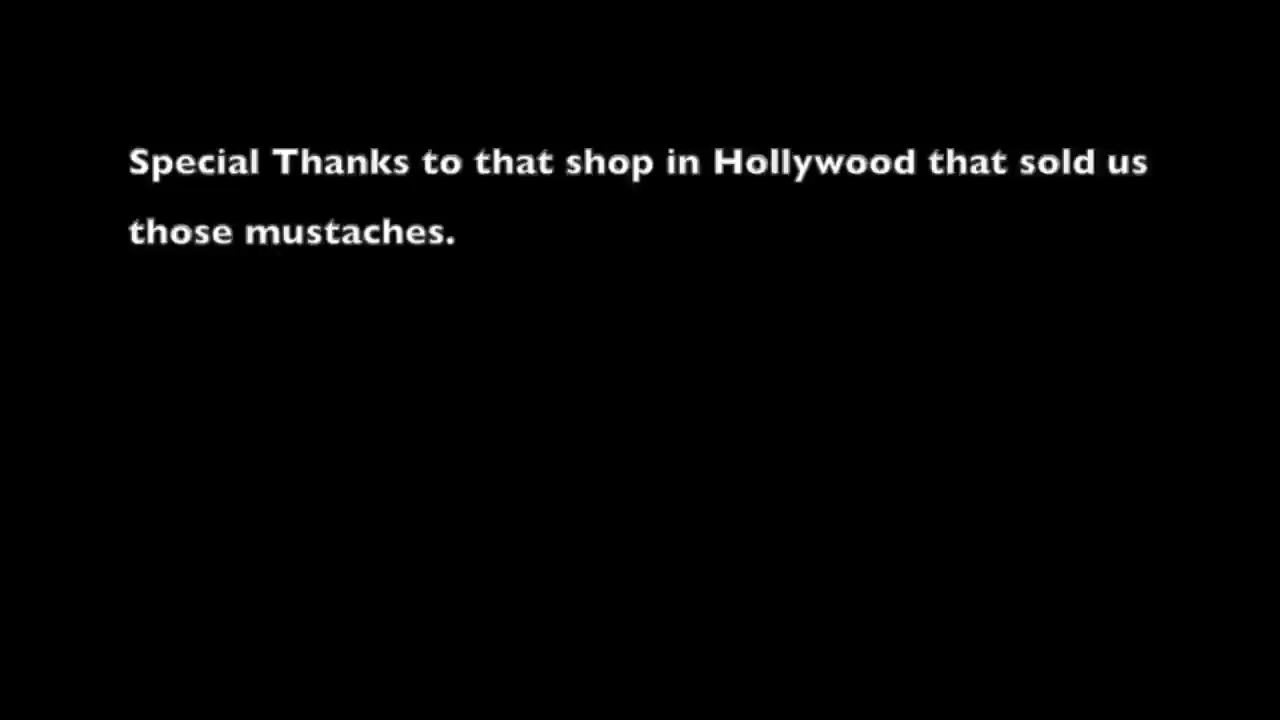 Special Thanks to that shop in Hollywood that sold us
those mustaches.